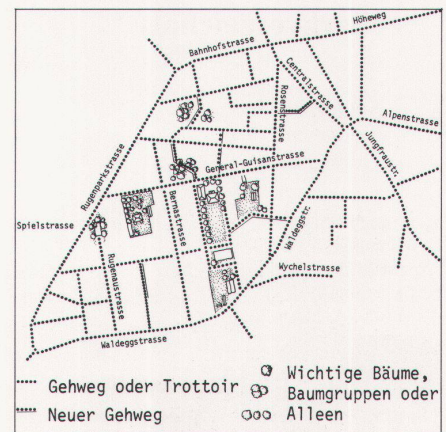 Höheweg
Bahnhofstrasse
Centralstrasse
Rosenstrasse
Alpenstrasse
Jungfraustr.
General-Guisanstrasse
Rugenparkstrasse
Bernastrasse
Waldeggstr.
Spielstrasse
Rugenaustrasse
Wychelstrasse
Waldeggstrasse
Gehweg oder Trottoir
Neuer Gehweg
Wichtige Bäume,
Baumgruppen oder
Alleen